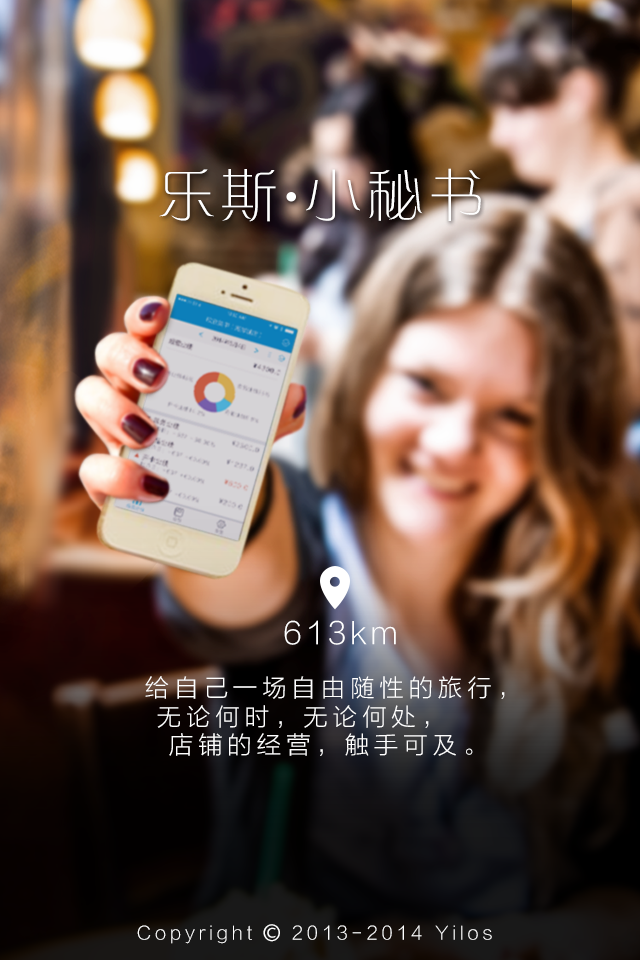 乐斯·小秘书
613km
给自己一场自由随性的旅行，
无论何时，无论何处，
店铺的经营，触手可及。
Copyright © 2013-2014 Yilos